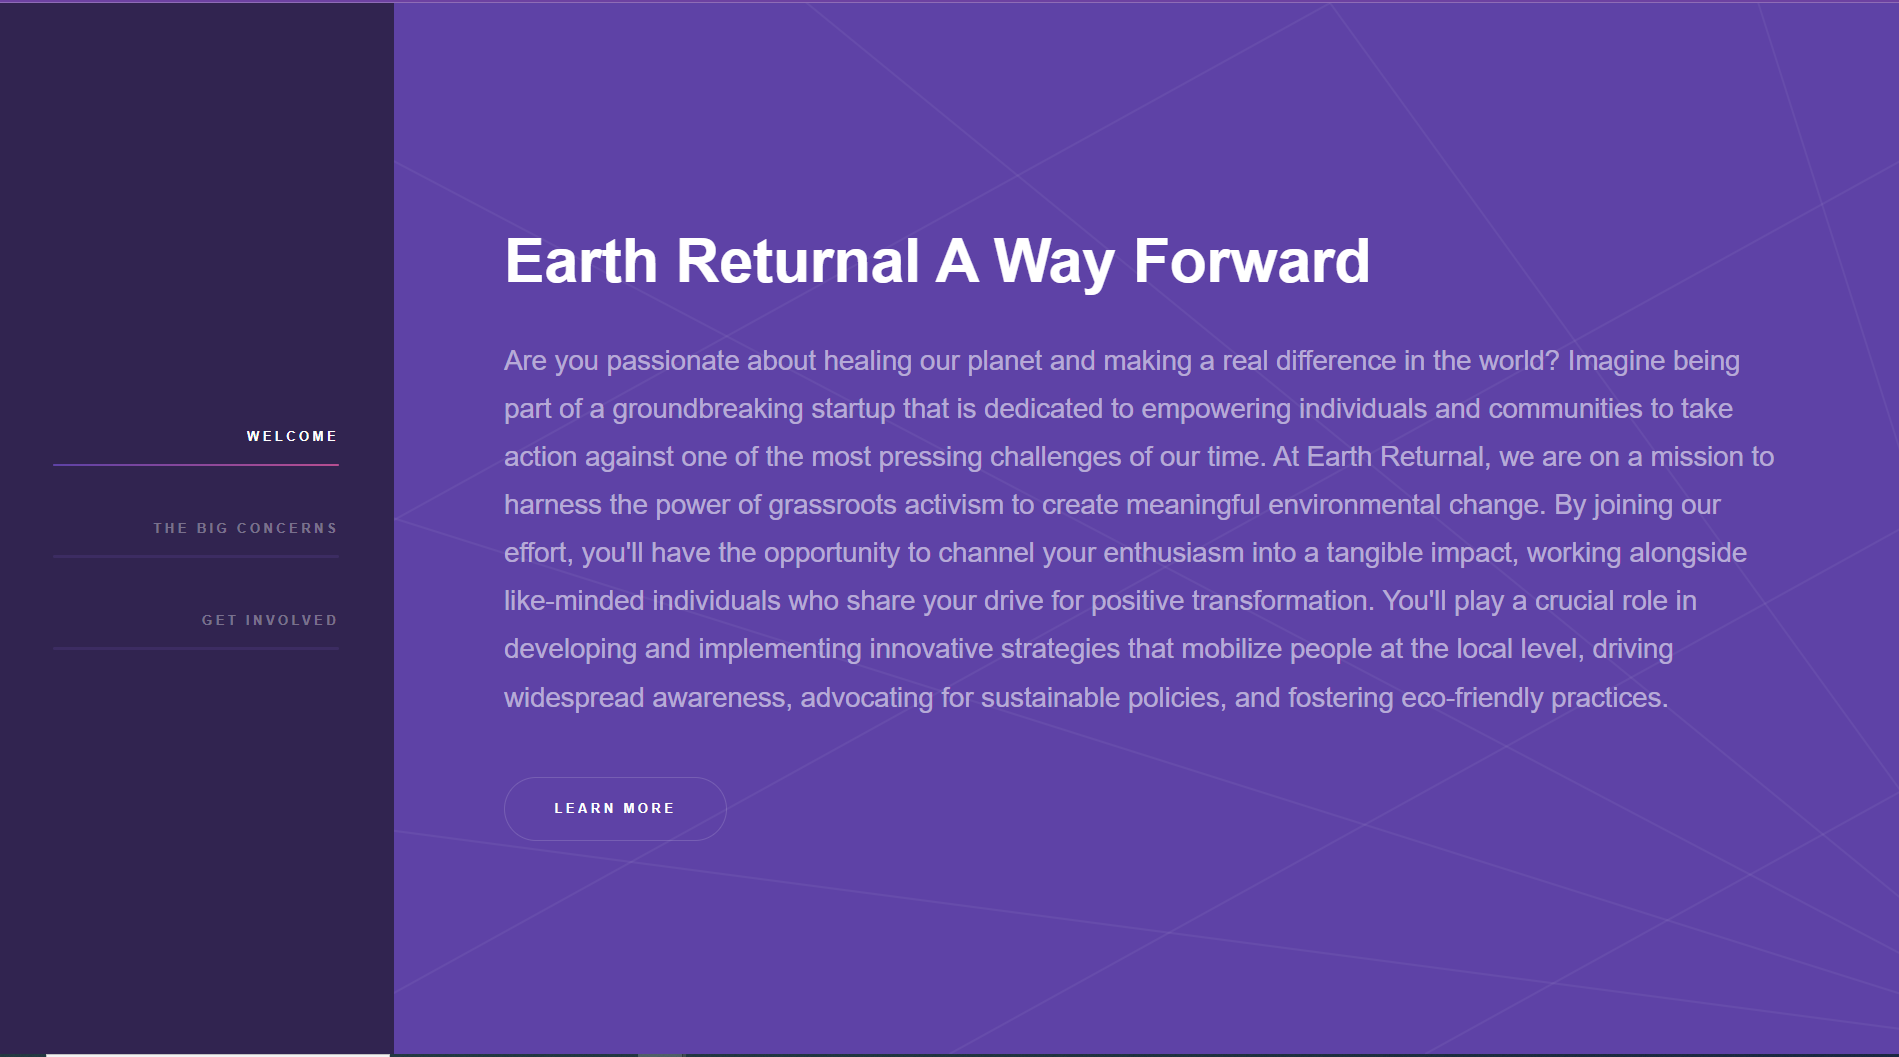 WELCOME
THE BIG CONCERNS
GET INVOLVED
Earth Returnal A Way Forward
Are you passionate about healing our planet and making a real difference in the world? Imagine being
part of a groundbreaking startup that is dedicated to empowering individuals and communities to take
action against one of the most pressing challenges of our time. At Earth Returnal, we are on a mission to
harness the power of grassroots activism to create meaningful environmental change. By joining our
effort, you'll have the opportunity to channel your enthusiasm into a tangible impact, working alongside
like-minded individuals who share your drive for positive transformation. You'll play a crucial role in
developing and implementing innovative strategies that mobilize people at the local level, driving
widespread awareness, advocating for sustainable policies, and fostering eco-friendly practices.
LEARN MORE